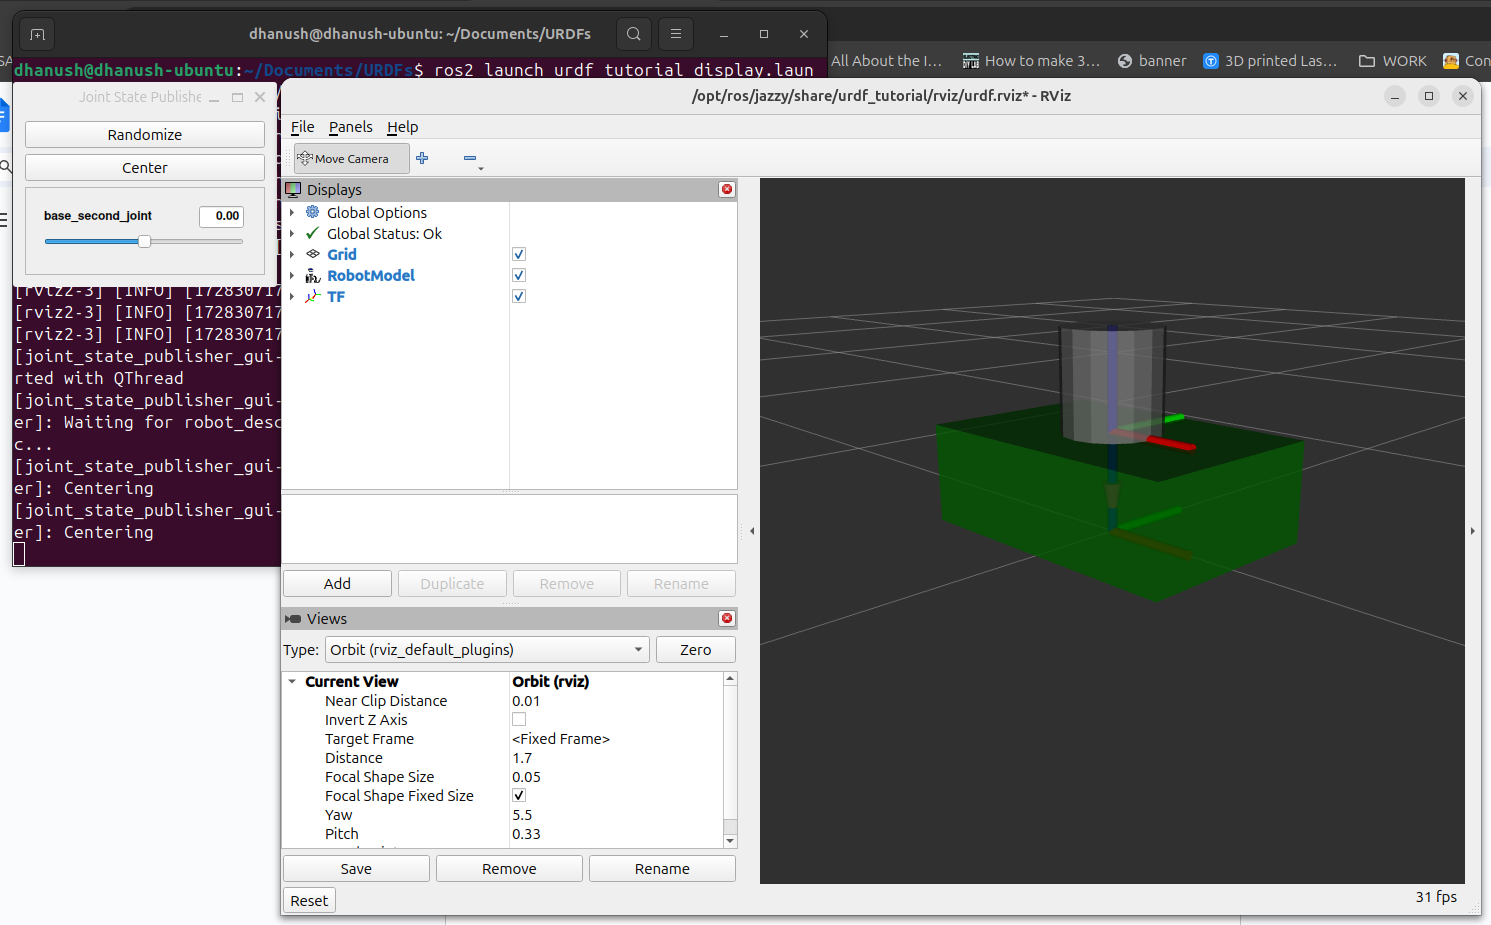 dhanush@dhanush-ubuntu: ~/Documents/URDFs
All About the I...
How to make 3...
banner
3D printed Las...
WORK
Con
dhanush@dhanush-ubuntu:~/Documents/URDFs$ ros2 launch urdf_tutorial display.laun
Joint State Publishe
Randomize
Center
base_second_joint 0.00
[rviz2-3] [INFO] [172830717
[rviz2-3] [INFO] [172830717
[rviz2-3] [INFO] [172830717
[joint_state_publisher_gui-
rted with QThread
[joint_state_publisher_gui-
er]: Waiting for robot_desc
c...
[joint_state_publisher_gui-
er]: Centering
[joint_state_publisher_gui-
er]: Centering
/opt/ros/jazzy/share/urdf_tutorial/rviz/urdf.rviz* - RViz
File Panels Help
Move Camera
Displays
Global Options
Global Status: Ok
Grid
RobotModel
TF
Add Duplicate Remove Rename
Views
Type: Orbit (rviz_default_plugins) Zero
Current View Orbit (rviz)
Near Clip Distance 0.01
Invert Z Axis
Target Frame <Fixed Frame>
Distance 1.7
Focal Shape Size 0.05
Focal Shape Fixed Size
Yaw 5.5
Pitch 0.33
Save Remove Rename
Reset
31 fps